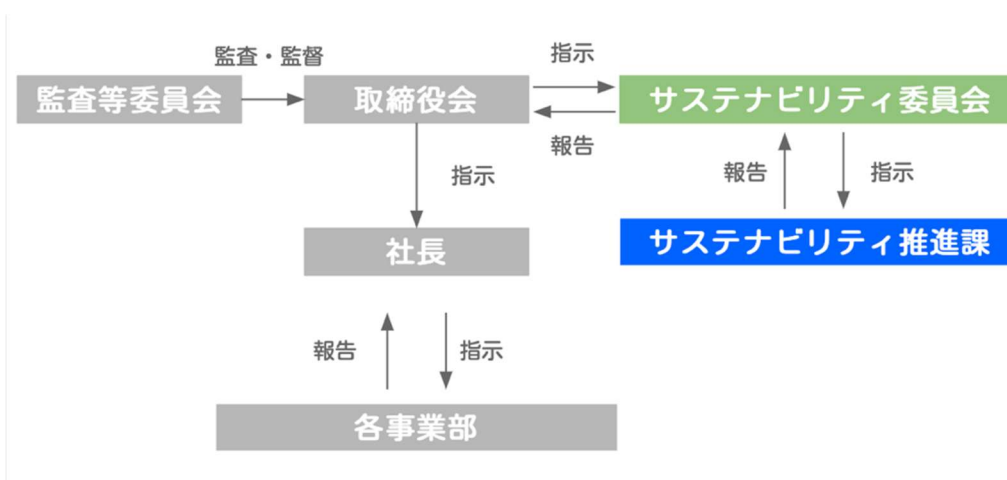 監査・監督
指示
監査等委員会
取締役会
サステナビリティ委員会
報告
指示
報告
指示
社長
サステナビリティ推進課
報告
指示
各事業部